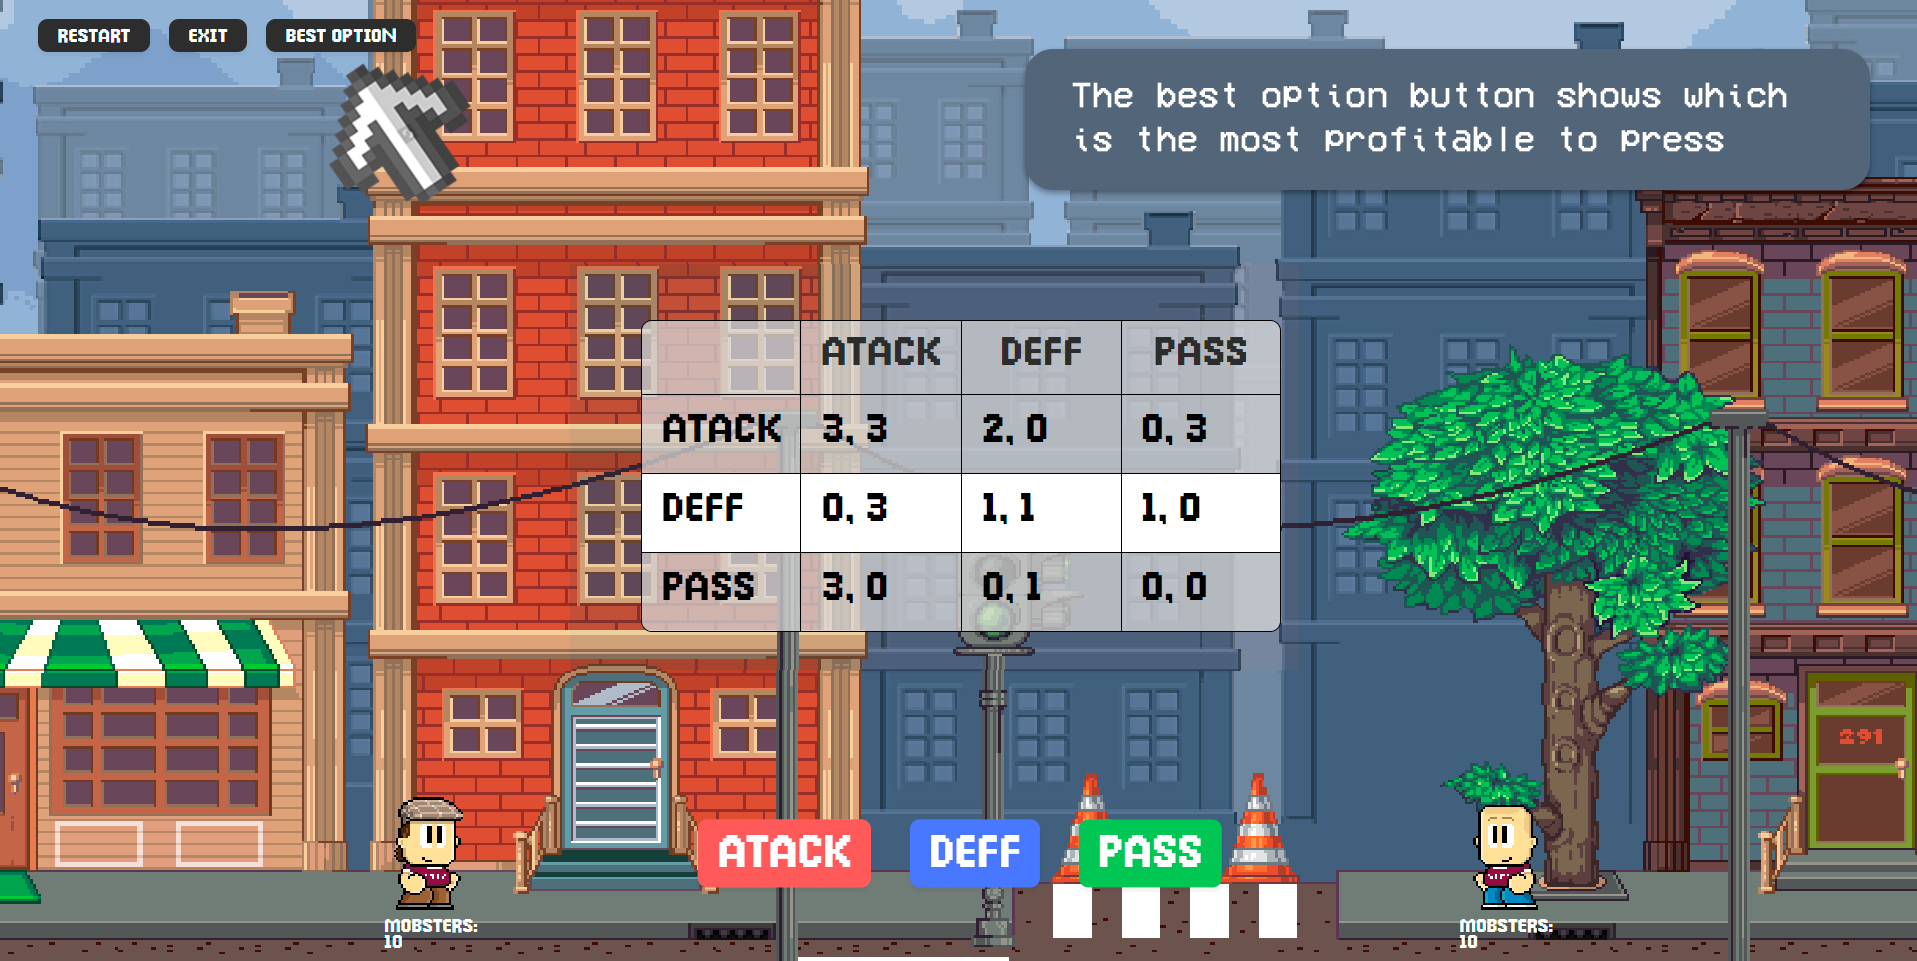 RESTART EXIT BEST OPTION
The best option button shows which
is the most profitable to press
ATACK DEFF PASS
ATACK 3, 3 2, 0 0, 3
DEFF 0, 3 1, 1 1, 0
PASS 3, 0 0, 1 0, 0
291
ATACK DEFF PASS
MOBSTERS:
10
MOBSTERS:
10